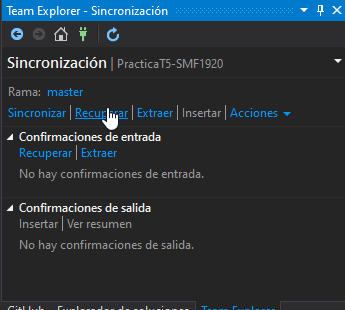 Team Explorer - Sincronización
Sincronización | PracticaT5-SMF1920
Rama: master
Sincronizar | Recuperar | Extraer | Insertar | Acciones
Confirmaciones de entrada
Recuperar | Extraer
No hay confirmaciones de entrada.
Confirmaciones de salida
Insertar | Ver resumen
No hay confirmaciones de salida.
GitHub Explorador de soluciones Team Explorer